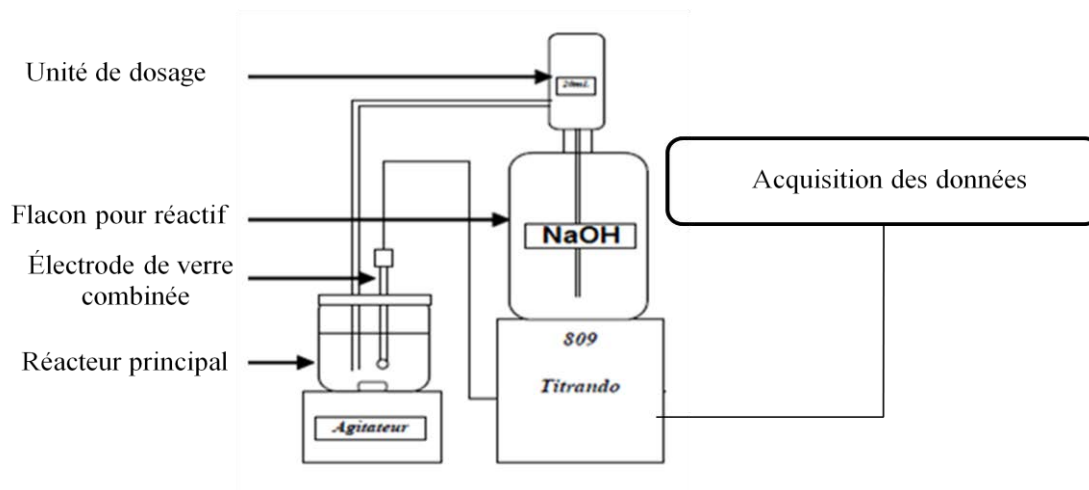 Unité de dosage
20mL
Acquisition des données
Flacon pour réactif
NaOH
Électrode de verre
combinée
809
Réacteur principal
Titrando
Agitateur